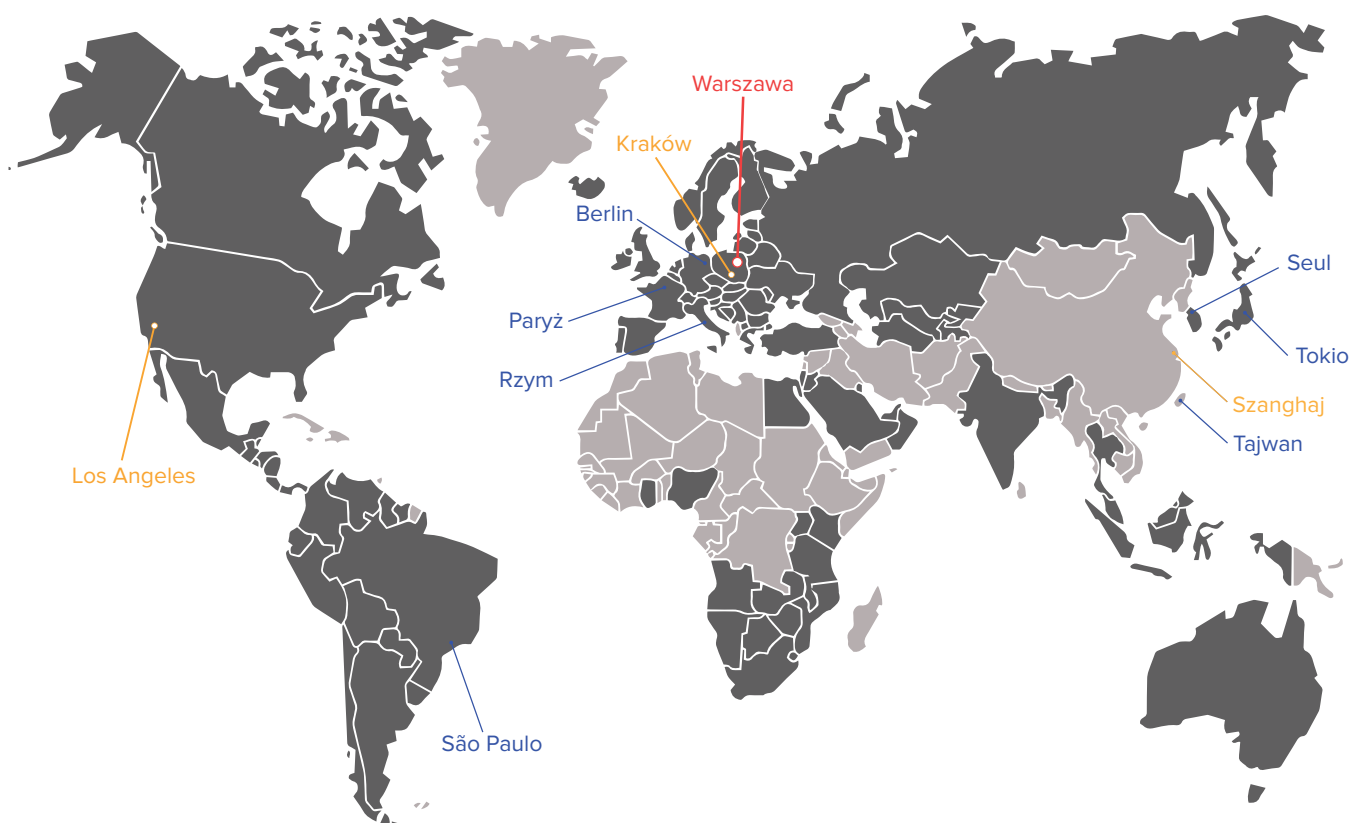 Warszawa
Kraków
Berlin
Seul
Paryż
Tokio
Rzym
Szanghaj
Tajwan
Los Angeles
São Paulo